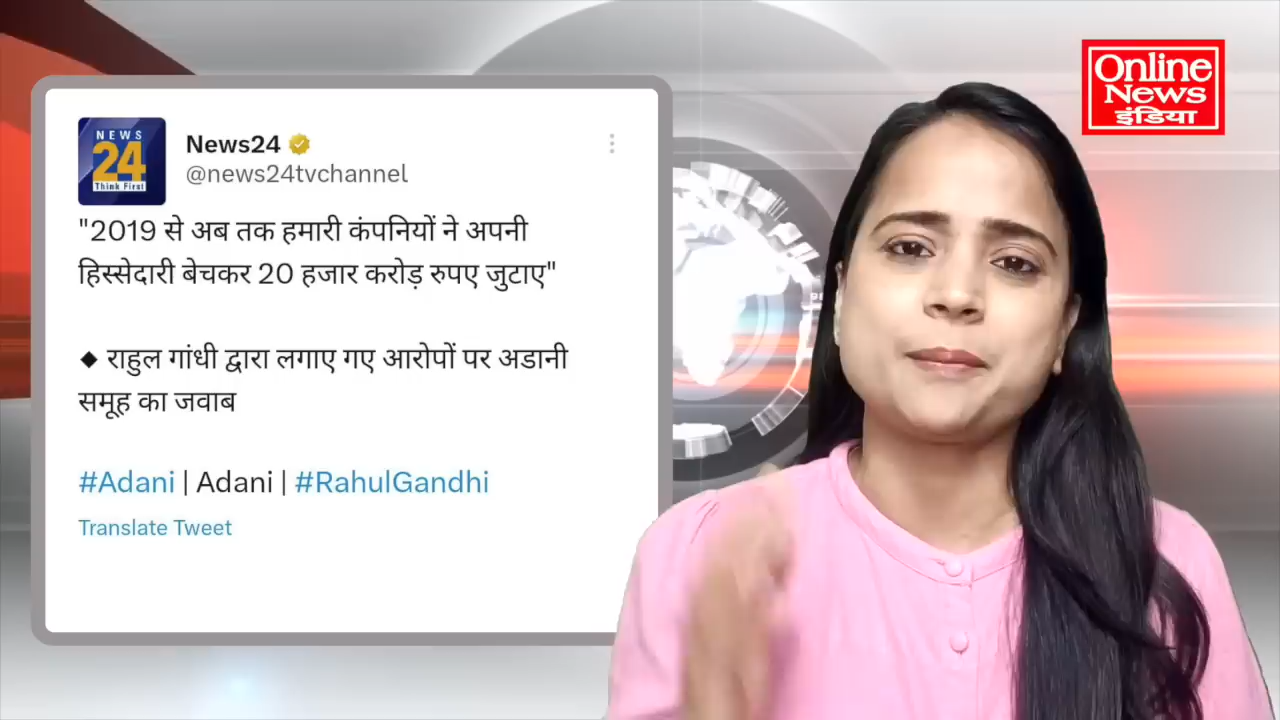 Online
News
इंडिया
NEWS
24
Think First
News24
@news24tvchannel
"2019 से अब तक हमारी कंपनियों ने अपनी
हिस्सेदारी बेचकर 20 हजार करोड़ रुपए जुटाए"
◆ राहुल गांधी द्वारा लगाए गए आरोपों पर अडानी
समूह का जवाब
#Adani | Adani | #RahulGandhi
Translate Tweet